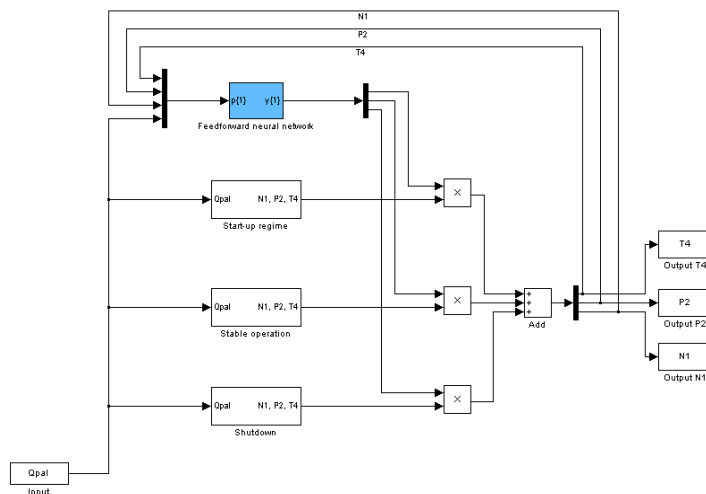 N1
P2
T4
p{1} y{1}
Feedforward neural network
×
Qpal N1, P2, T4
Start-up regime
T4
Output T4
Qpal N1, P2, T4
Stable operation
×
+
+
+
Add
P2
Output P2
N1
Output N1
Qpal N1, P2, T4
Shutdown
×
Qpal
Input